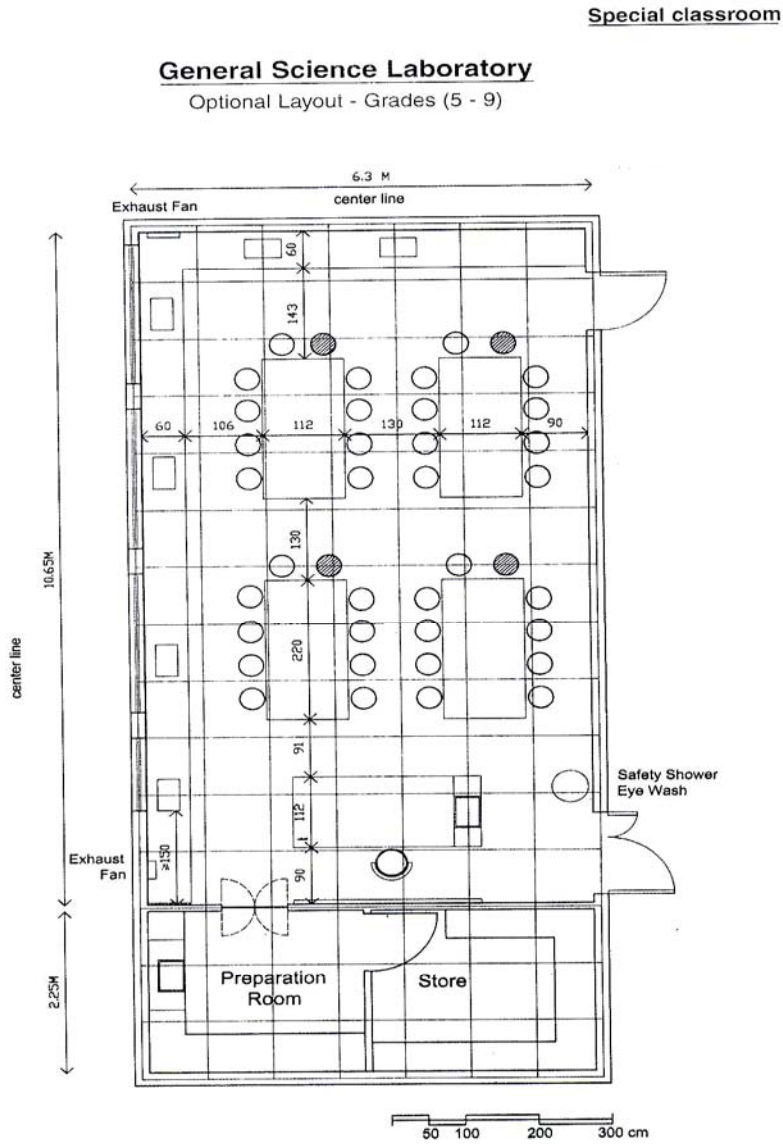 Special classroom
General Science Laboratory
Optional Layout - Grades (5 - 9)
6.3 M
center line
Exhaust Fan
60
143
60
106
112
130
112
90
130
10.65M
center line
220
91
Safety Shower
Eye Wash
112
≥150
Exhaust
Fan
90
Preparation
Room
Store
2.25M
50
100
200
300 cm